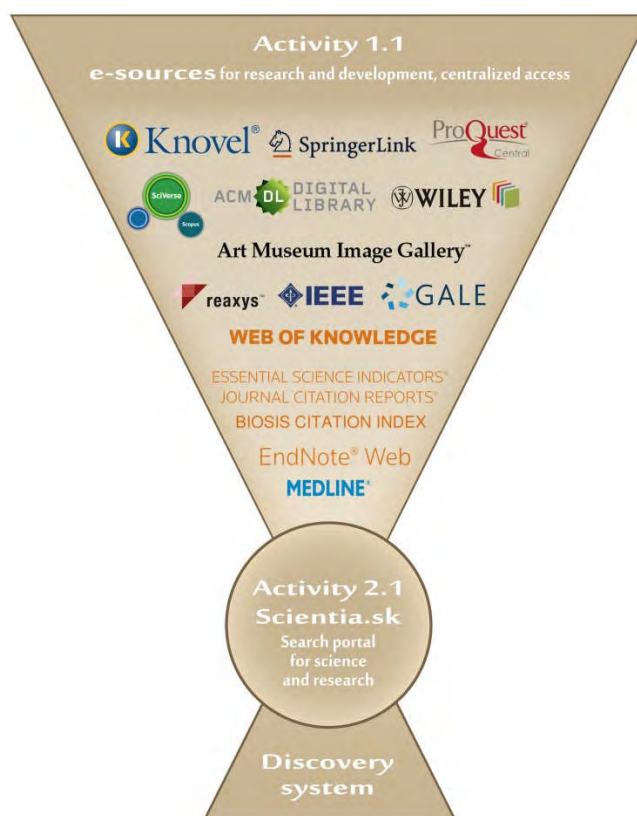 Activity 1.1
e-sources for research and development, centralized access
K Knovel® SpringerLink ProQuest®
Central
SciVerse
Scopus
ACM DL DIGITAL
LIBRARY
WILEY
Art Museum Image Gallery™
reaxys™ IEEE GALE
WEB OF KNOWLEDGE
ESSENTIAL SCIENCE INDICATORS®
JOURNAL CITATION REPORTS®
BIOSIS CITATION INDEX
EndNote® Web
MEDLINE®
Activity 2.1
Scientia.sk
Search portal
for science
and research
Discovery
system